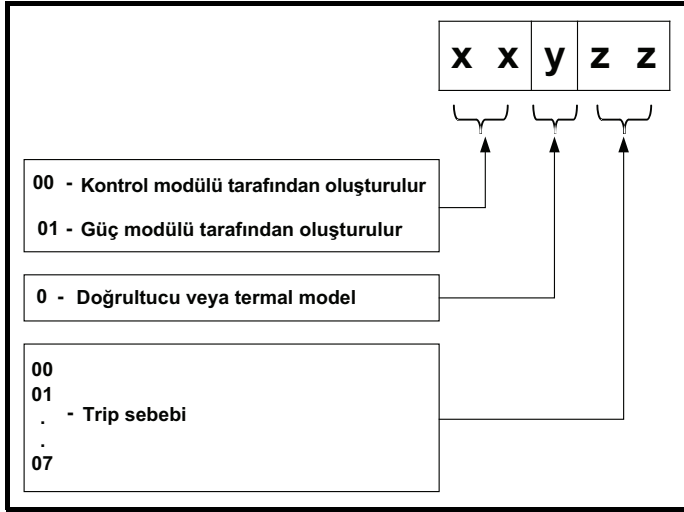 x x y z z
00 - Kontrol modülü tarafından oluşturulur
01 - Güç modülü tarafından oluşturulur
0 - Doğrultucu veya termal model
00
01
.
- Trip sebebi
.
07